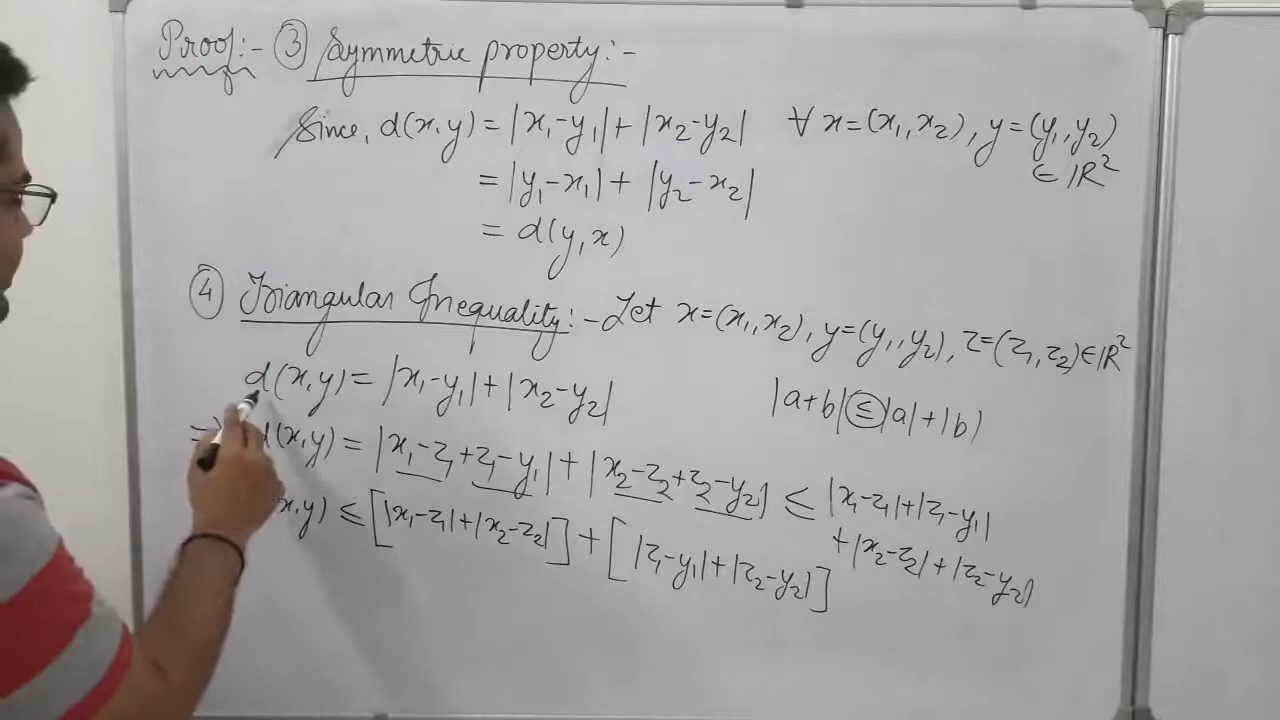 Proof:- ③ Symmetric property:-
Since, d(x,y) = |x₁-y₁| + |x₂-y₂| ∀ x=(x₁,x₂), y=(y₁,y₂) ∈ ℝ²
= |y₁-x₁| + |y₂-x₂|
= d(y,x)
④ Triangular Inequality:- Let x=(x₁,x₂), y=(y₁,y₂), z=(z₁,z₂)∈ℝ²
d(x,y) = |x₁-y₁|+|x₂-y₂|
|a+b| ≤ |a|+|b|
⇒ d(x,y) = |x₁-z₁+z₁-y₁| + |x₂-z₂+z₂-y₂| ≤ |x₁-z₁|+|z₁-y₁|
+|x₂-z₂|+|z₂-y₂|
x,y) ≤ [|x₁-z₁|+|x₂-z₂|] + [|z₁-y₁|+|z₂-y₂|]